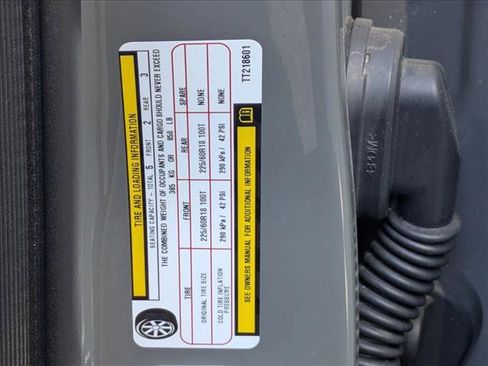 TIRE AND LOADING INFORMATION
SEATING CAPACITY - TOTAL 5 FRONT 2 REAR 3
THE COMBINED WEIGHT OF OCCUPANTS AND CARGO SHOULD NEVER EXCEED
385 KG OR 850 LB
TIRE FRONT REAR SPARE
ORIGINAL TIRE SIZE 225/60R18 100T 225/60R18 100T NONE
COLD TIRE INFLATION PRESSURE 290 kPa / 42 PSI 290 kPa / 42 PSI NONE
SEE OWNERS MANUAL FOR ADDITIONAL INFORMATION
TT218601